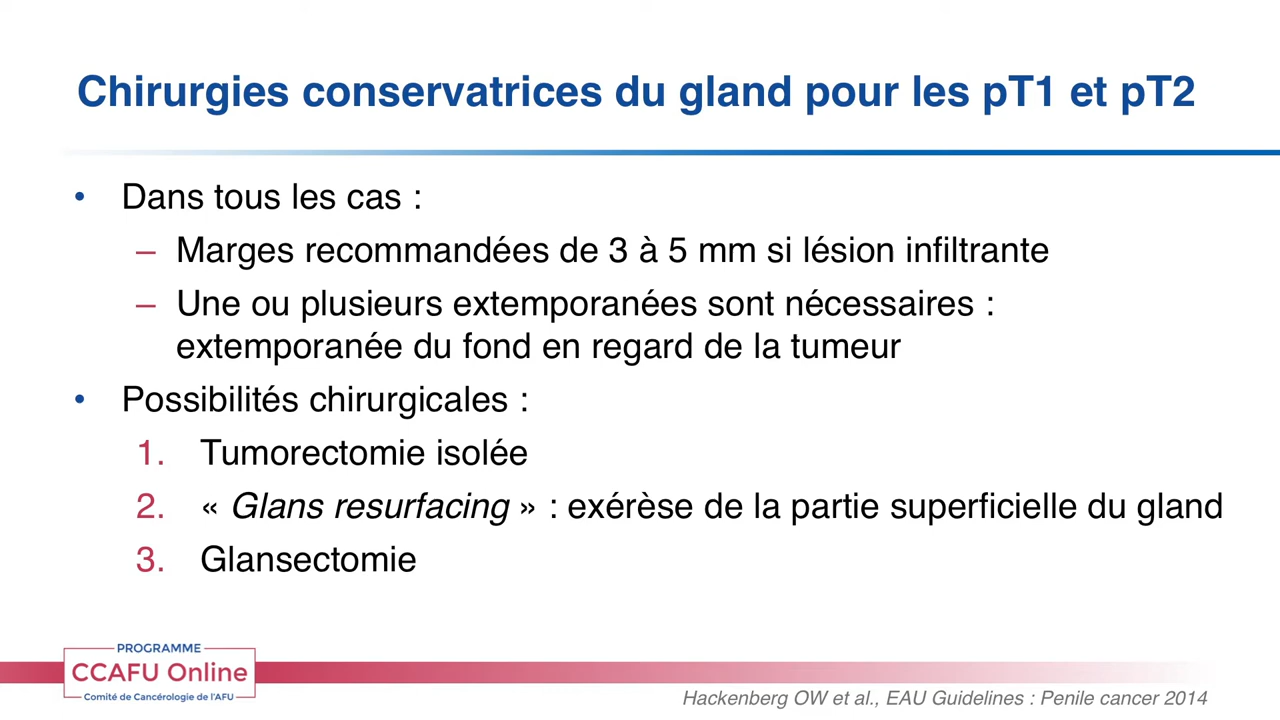 Chirurgies conservatrices du gland pour les pT1 et pT2
• Dans tous les cas :
– Marges recommandées de 3 à 5 mm si lésion infiltrante
– Une ou plusieurs extemporanées sont nécessaires :
extemporanée du fond en regard de la tumeur
• Possibilités chirurgicales :
1. Tumorectomie isolée
2. « Glans resurfacing » : exérèse de la partie superficielle du gland
3. Glansectomie
PROGRAMME
CCAFU Online
Comité de Cancérologie de l'AFU
Hackenberg OW et al., EAU Guidelines : Penile cancer 2014